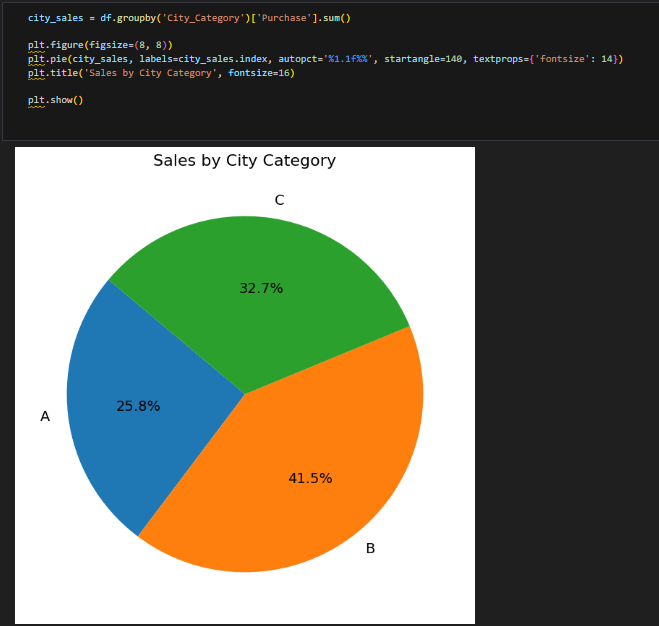 city_sales = df.groupby('City_Category')['Purchase'].sum()
plt.figure(figsize=(8, 8))
plt.pie(city_sales, labels=city_sales.index, autopct='%1.1f%%', startangle=140, textprops={'fontsize': 14})
plt.title('Sales by City Category', fontsize=16)
plt.show()
Sales by City Category
C
32.7%
A
25.8%
41.5%
B